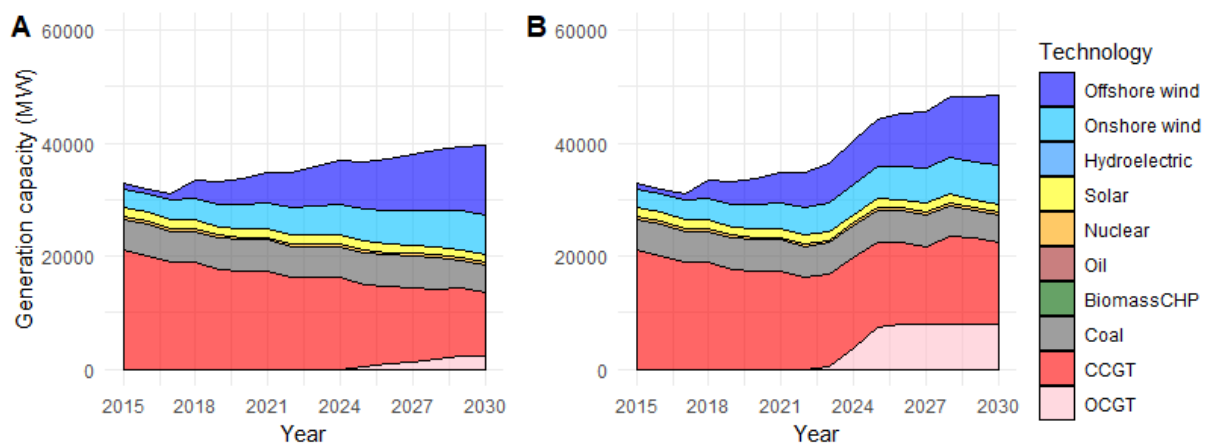 A
Generation capacity (MW)
60000
40000
20000
0
2015 2018 2021 2024 2027 2030
Year
B
60000
40000
20000
0
2015 2018 2021 2024 2027 2030
Year
Technology
Offshore wind
Onshore wind
Hydroelectric
Solar
Nuclear
Oil
BiomassCHP
Coal
CCGT
OCGT